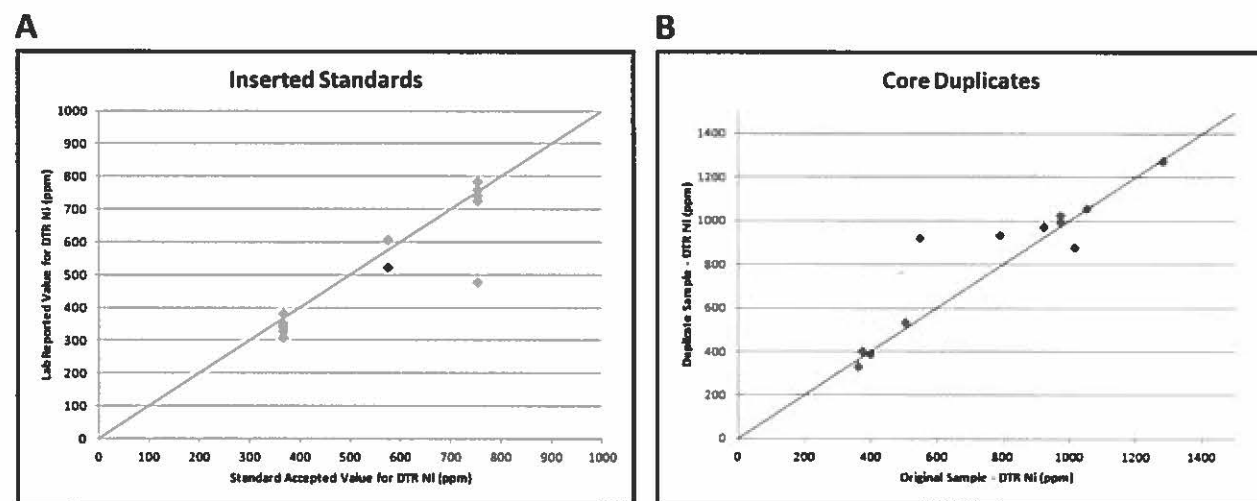 A
Inserted Standards
1000
900
800
700
600
500
400
300
200
100
0
Lab Reported Value for DTR Ni (ppm)
0 100 200 300 400 500 600 700 800 900 1000
Standard Accepted Value for DTR Ni (ppm)
B
Core Duplicates
1400
1200
1000
800
600
400
200
0
Duplicate Sample - DTR Ni (ppm)
0 200 400 600 800 1000 1200 1400
Original Sample - DTR Ni (ppm)